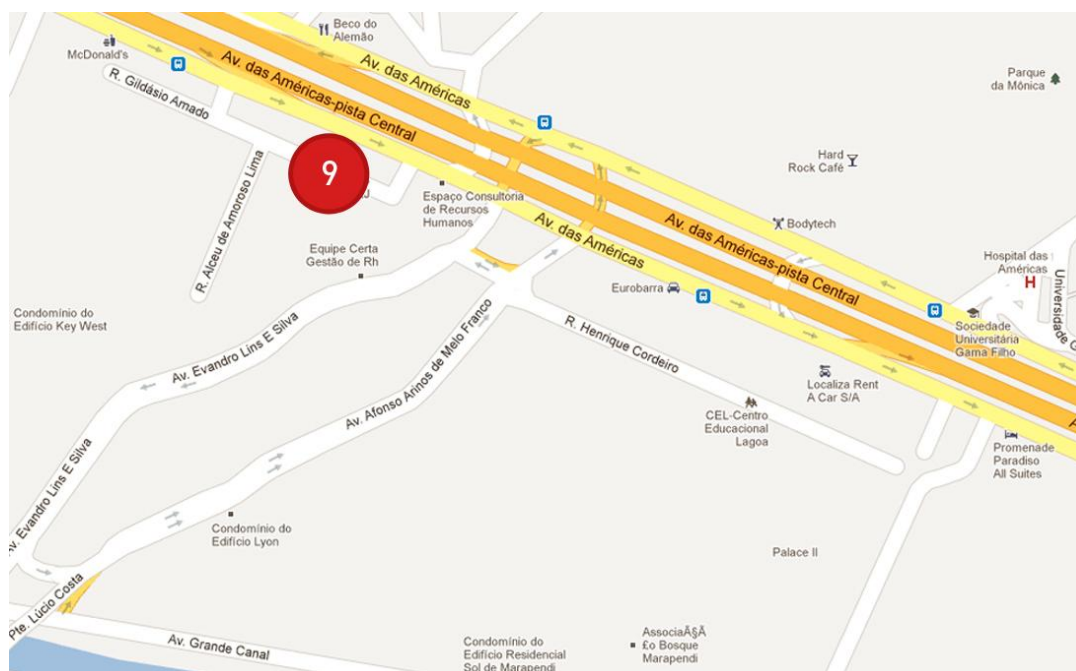 Beco do
Alemão
McDonald's
Av. das Américas
Av. das Américas-pista Central
Parque
da Mônica
R. Gildásio Amado
9
Hard
Rock Café
R. Alceu de Amoroso Lima
Espaço Consultoria
de Recursos
Humanos
Av. das Américas
Av. das Américas-pista Central
Bodytech
Equipe Certa
Gestão de Rh
Hospital das
Américas
H
Eurobarra
Condomínio do
Edifício Key West
R. Henrique Cordeiro
Sociedade
Universitária
Gama Filho
Universidade G
Av. Evandro Lins E Silva
Av. Afonso Arinos de Melo Franco
Localiza Rent
A Car S/A
CEL-Centro
Educacional
Lagoa
Promenade
Paradiso
All Suites
Av. Evandro Lins E Silva
Condomínio do
Edifício Lyon
Palace II
Pte. Lúcio Costa
Av. Grande Canal
Condomínio do
Edifício Residencial
Sol de Marapendi
AssociaÃ§Ã
£o Bosque
Marapendi